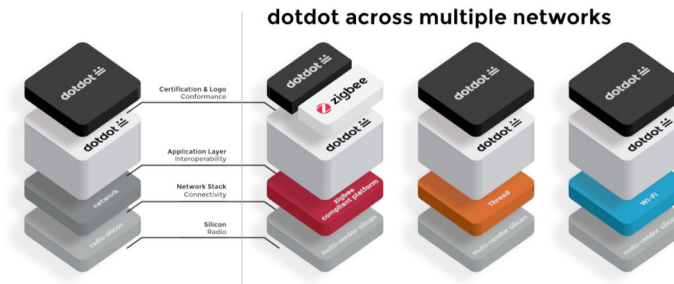 dotdot across multiple networks
dotdot
dotdot
network
radio silicon
Certification & Logo
Conformance
Application Layer
Interoperability
Network Stack
Connectivity
Silicon
Radio
dotdot
zigbee
dotdot
zigbee
compliant platform
multi-vendor silicon
dotdot
dotdot
Thread
multi-vendor silicon
dotdot
dotdot
Wi-Fi
multi-vendor silicon